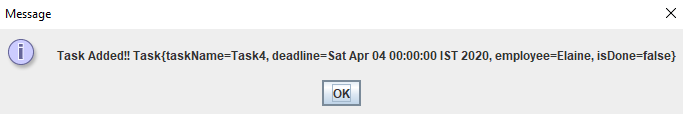 Message
Task Added!! Task{taskName=Task4, deadline=Sat Apr 04 00:00:00 IST 2020, employee=Elaine, isDone=false}
OK